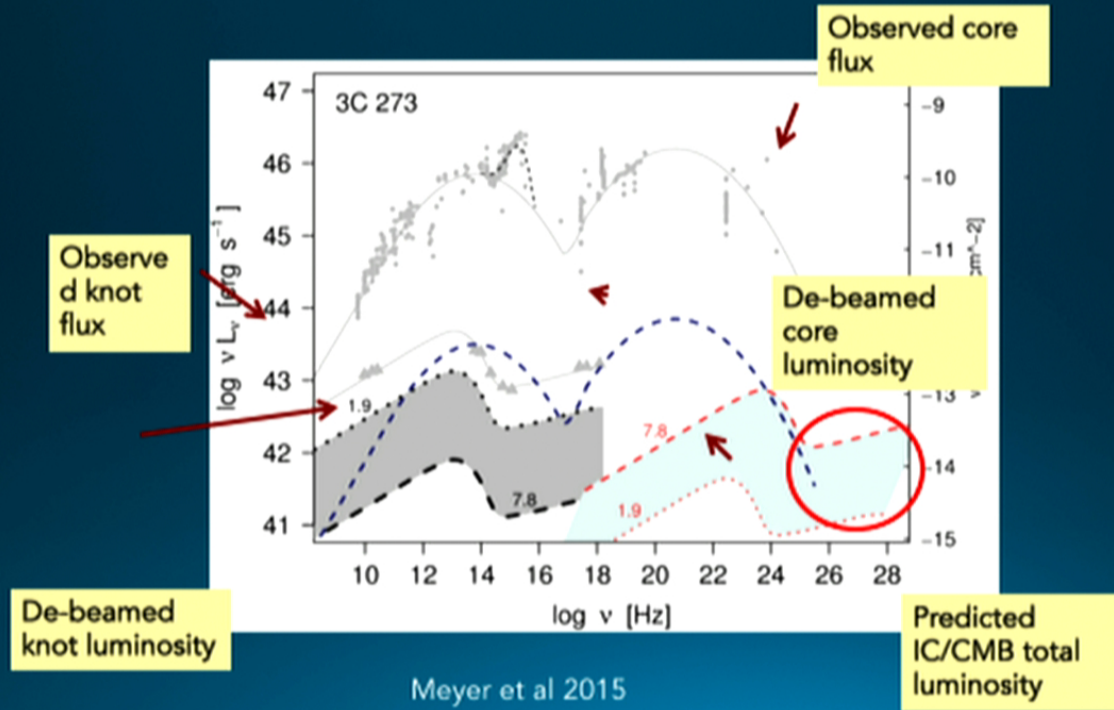 Observed core
flux
3C 273
47
46
45
44
43
42
41
log ν Lᵥ [erg s⁻¹]
-9
-10
-11
-13
-14
-15
cm^-2]
Observe
d knot
flux
De-beamed
core
luminosity
1.9
7.8
7.8
1.9
10 12 14 16 18 20 22 24 26 28
log ν [Hz]
De-beamed
knot luminosity
Predicted
IC/CMB total
luminosity
Meyer et al 2015